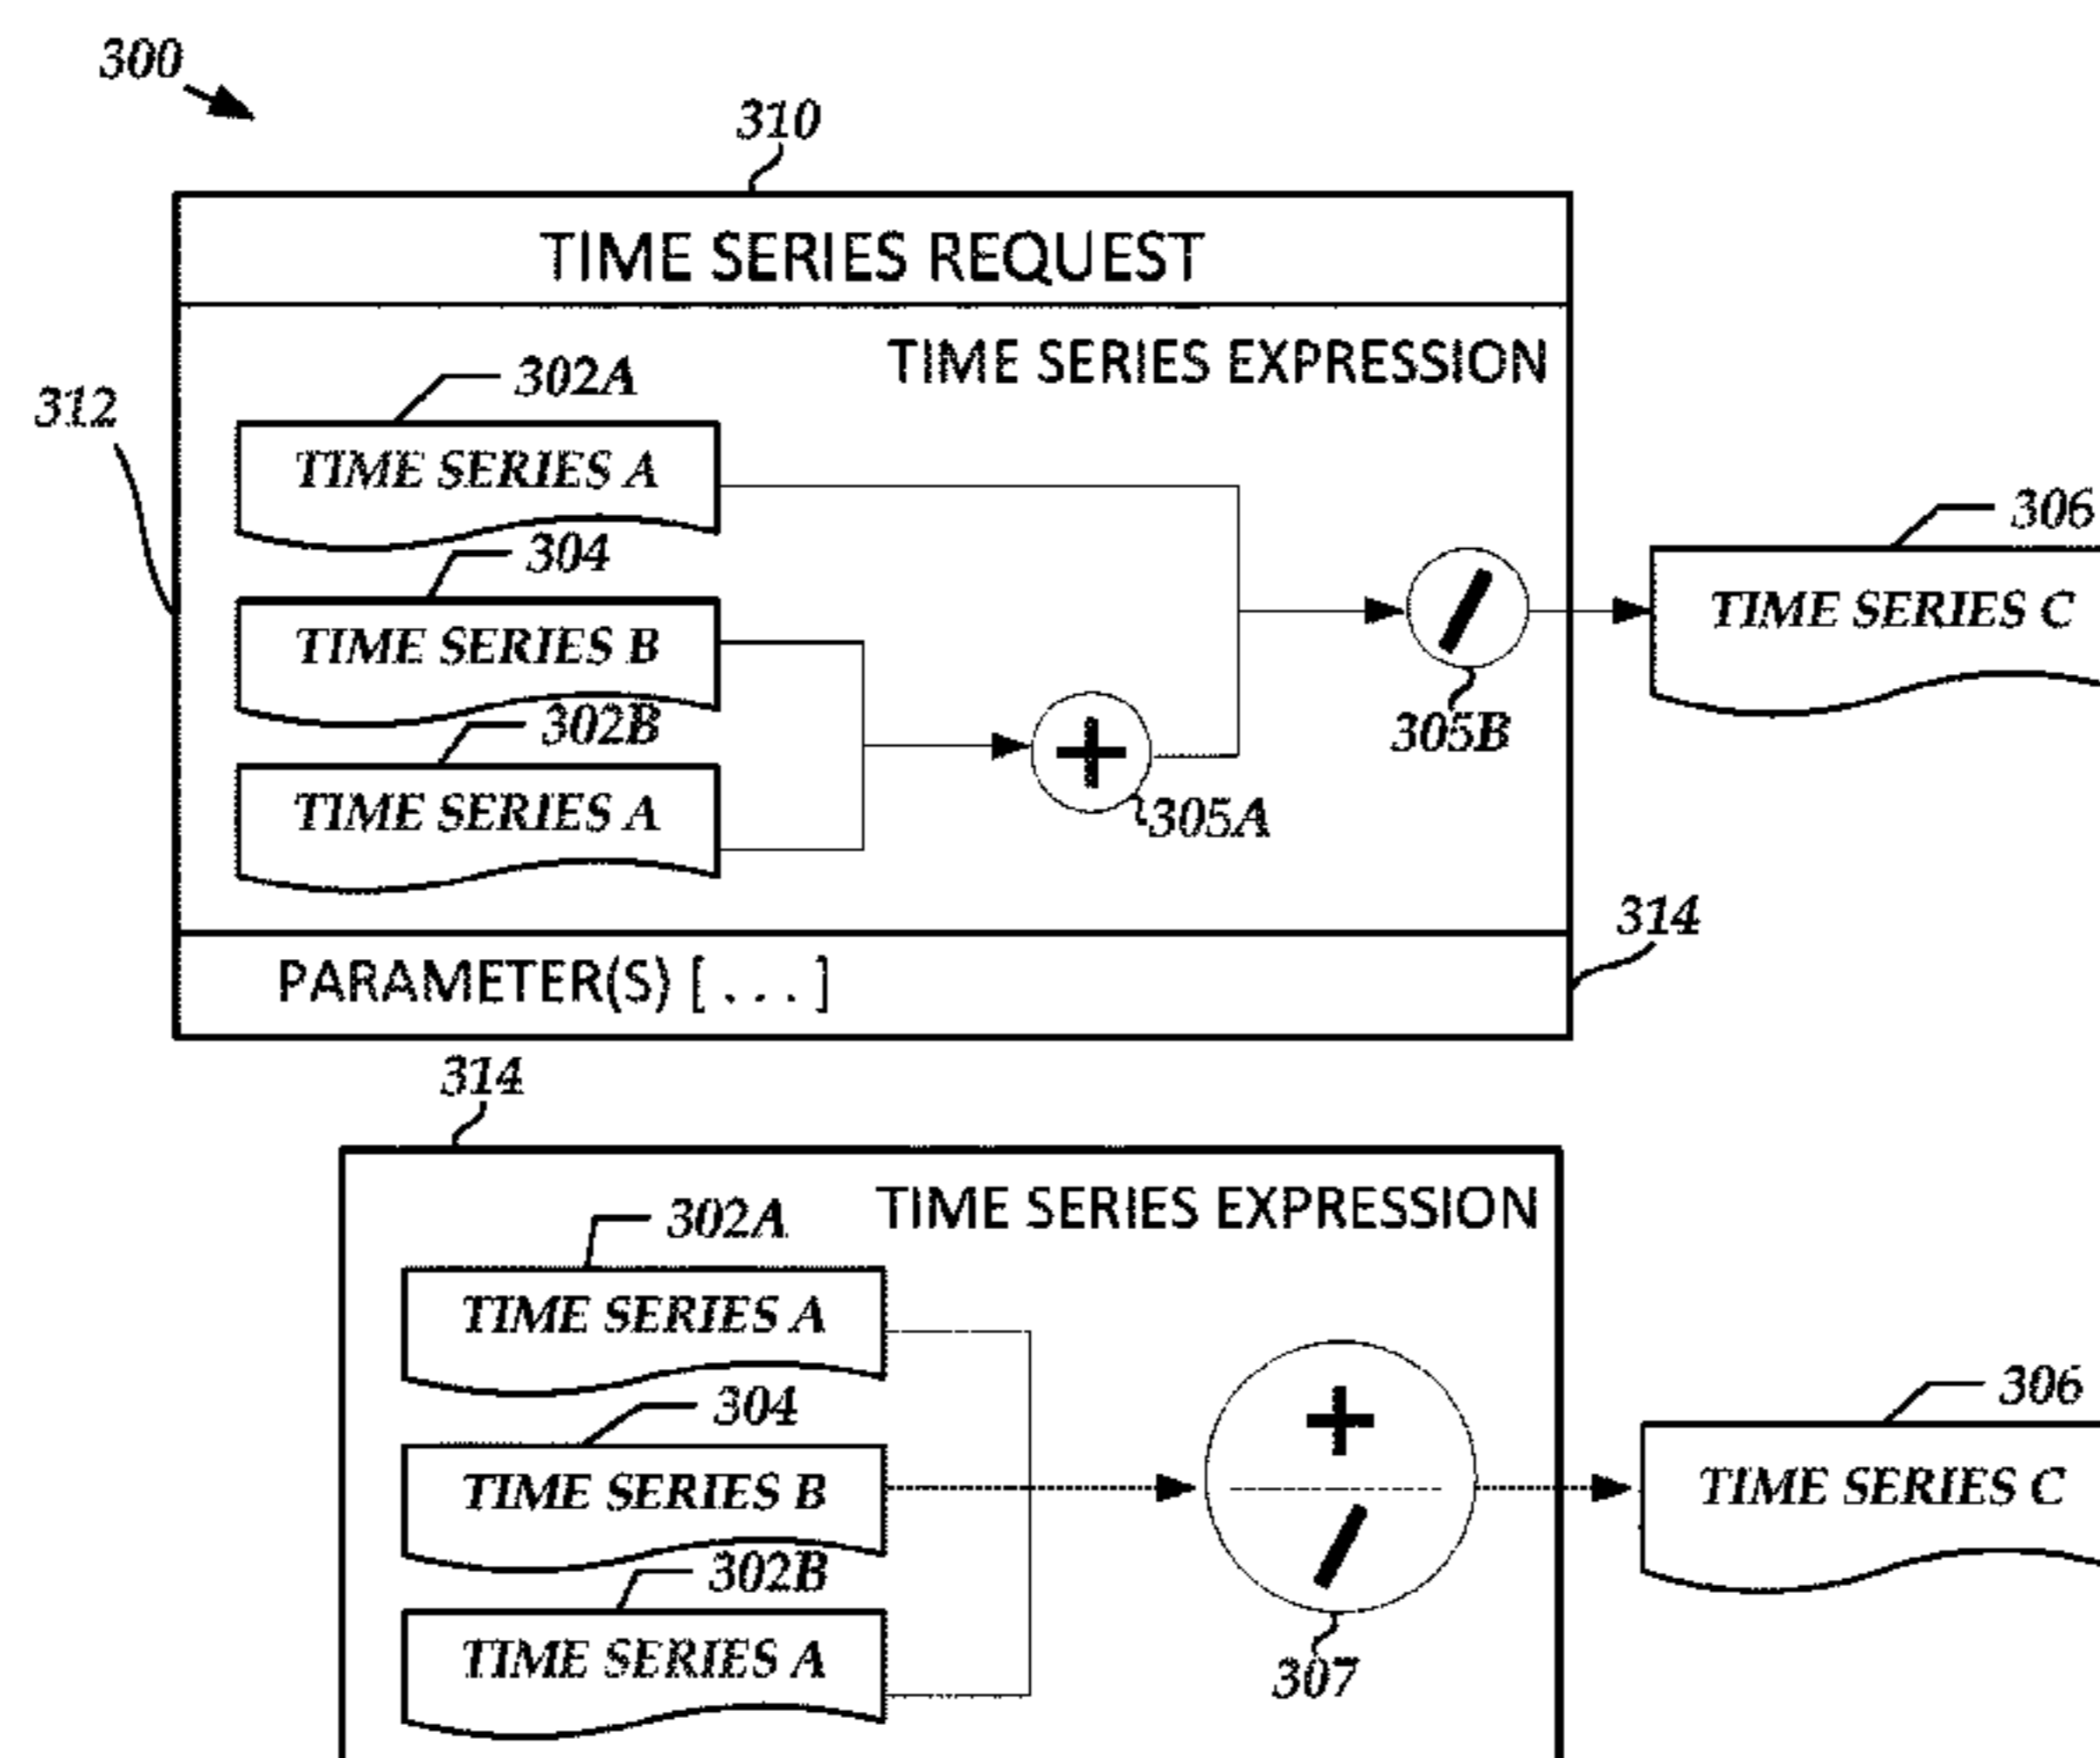 300
310
TIME SERIES REQUEST
TIME SERIES EXPRESSION
302A
312
TIME SERIES A
304
306
TIME SERIES B
TIME SERIES C
302B
/
305B
TIME SERIES A
+
305A
314
PARAMETER(S) [ . . . ]
314
TIME SERIES EXPRESSION
302A
TIME SERIES A
304
306
+
TIME SERIES B
TIME SERIES C
/
302B
TIME SERIES A
307